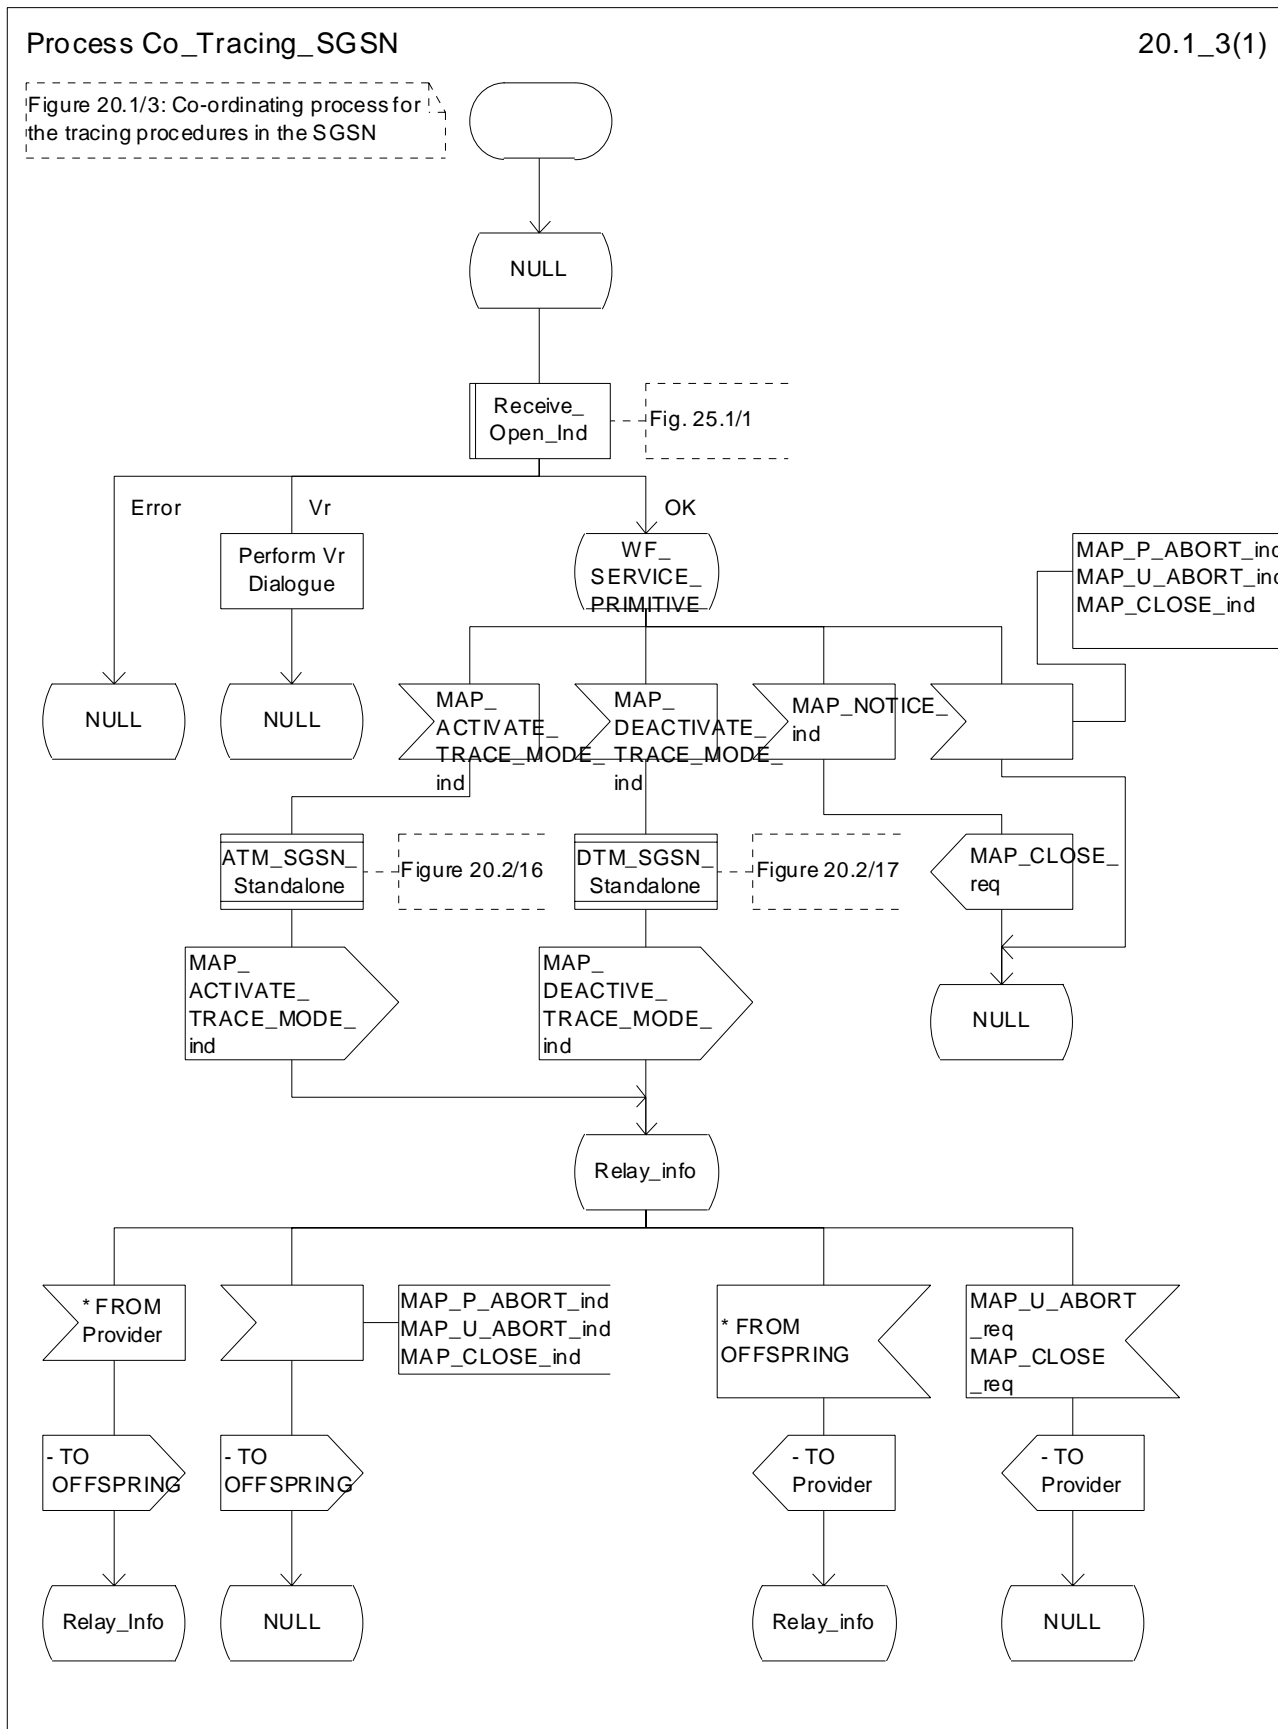 Process Co_Tracing_SGSN
20.1_3(1)
Figure 20.1/3: Co-ordinating process for
the tracing procedures in the SGSN
NULL
Receive_
Open_Ind
Fig. 25.1/1
Error
Vr
OK
Perform Vr
Dialogue
WF_
SERVICE_
PRIMITIVE
MAP_P_ABORT_ind
MAP_U_ABORT_ind
MAP_CLOSE_ind
NULL
NULL
MAP_
ACTIVATE_
TRACE_MODE_
ind
MAP_
DEACTIVATE_
TRACE_MODE_
ind
MAP_NOTICE_
ind
ATM_SGSN_
Standalone
Figure 20.2/16
DTM_SGSN_
Standalone
Figure 20.2/17
MAP_CLOSE_
req
MAP_
ACTIVATE_
TRACE_MODE_
ind
MAP_
DEACTIVE_
TRACE_MODE_
ind
NULL
Relay_info
* FROM
Provider
MAP_P_ABORT_ind
MAP_U_ABORT_ind
MAP_CLOSE_ind
* FROM
OFFSPRING
MAP_U_ABORT
_req
MAP_CLOSE
_req
- TO
OFFSPRING
- TO
OFFSPRING
- TO
Provider
- TO
Provider
Relay_Info
NULL
Relay_info
NULL